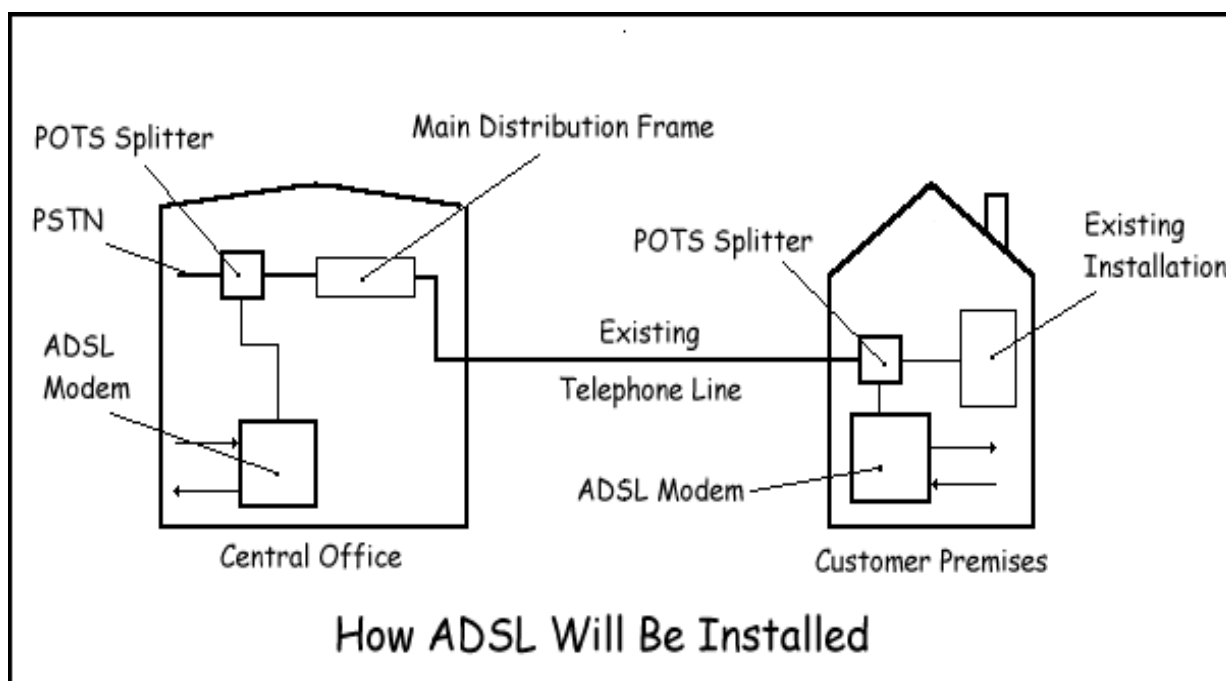 POTS Splitter
Main Distribution Frame
PSTN
POTS Splitter
Existing
Installation
ADSL
Modem
Existing
Telephone Line
ADSL Modem
Central Office
Customer Premises
How ADSL Will Be Installed